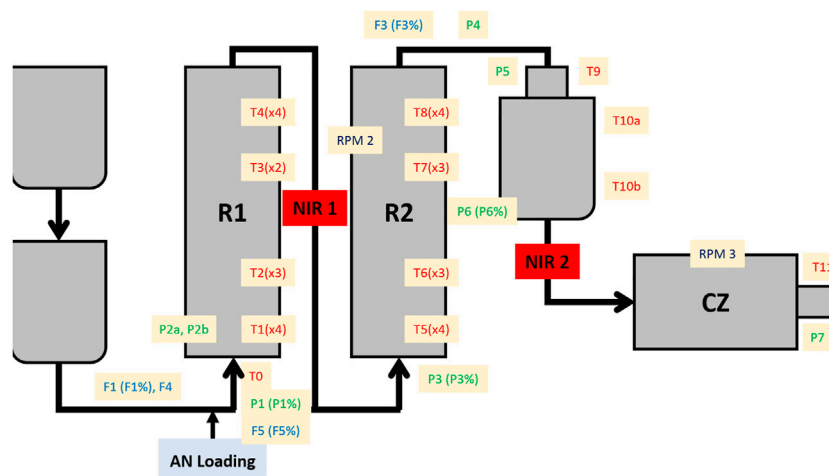 F3 (F3%)
P4
P5
T9
T4(x4)
T8(x4)
T10a
RPM 2
T3(x2)
T7(x3)
T10b
R1
NIR 1
R2
P6 (P6%)
NIR 2
RPM 3
T2(x3)
T6(x3)
T11
CZ
P2a, P2b
T1(x4)
T5(x4)
P7
T0
P3 (P3%)
F1 (F1%), F4
P1 (P1%)
F5 (F5%)
AN Loading